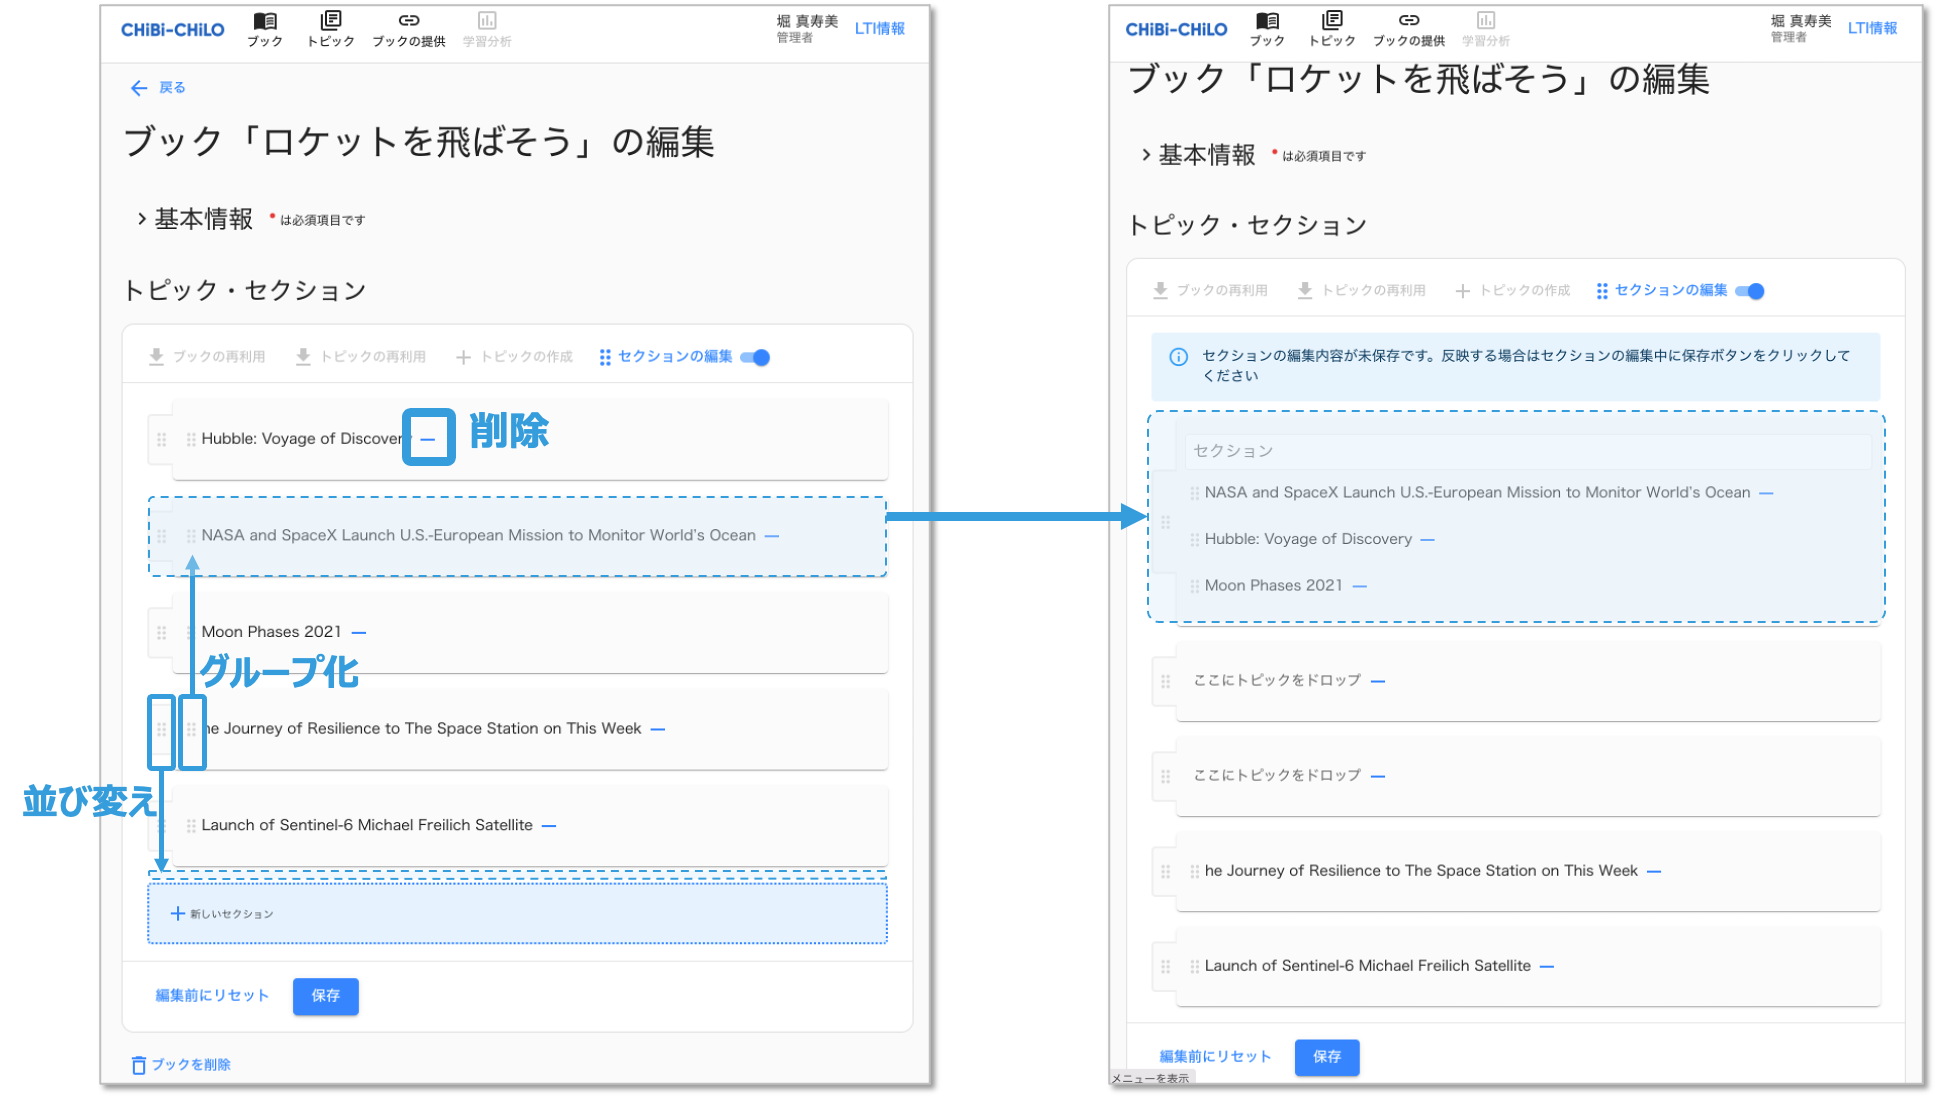 CHiBi-CHiLO
ブック
トピック
ブックの提供
学習分析
堀 真寿美
管理者
LTI情報
戻る
ブック「ロケットを飛ばそう」の編集
基本情報 * は必須項目です
トピック・セクション
ブックの再利用
トピックの再利用
トピックの作成
セクションの編集
Hubble: Voyage of Discovery
削除
NASA and SpaceX Launch U.S.-European Mission to Monitor World's Ocean
Moon Phases 2021
グループ化
he Journey of Resilience to The Space Station on This Week
並び変え
Launch of Sentinel-6 Michael Freilich Satellite
新しいセクション
編集前にリセット
保存
ブックを削除
CHiBi-CHiLO
ブック
トピック
ブックの提供
学習分析
堀 真寿美
管理者
LTI情報
ブック「ロケットを飛ばそう」の編集
基本情報 * は必須項目です
トピック・セクション
ブックの再利用
トピックの再利用
トピックの作成
セクションの編集
セクションの編集内容が未保存です。反映する場合はセクションの編集中に保存ボタンをクリックして
ください
セクション
NASA and SpaceX Launch U.S.-European Mission to Monitor World's Ocean
Hubble: Voyage of Discovery
Moon Phases 2021
ここにトピックをドロップ
ここにトピックをドロップ
he Journey of Resilience to The Space Station on This Week
Launch of Sentinel-6 Michael Freilich Satellite
編集前にリセット
保存
メニューを表示